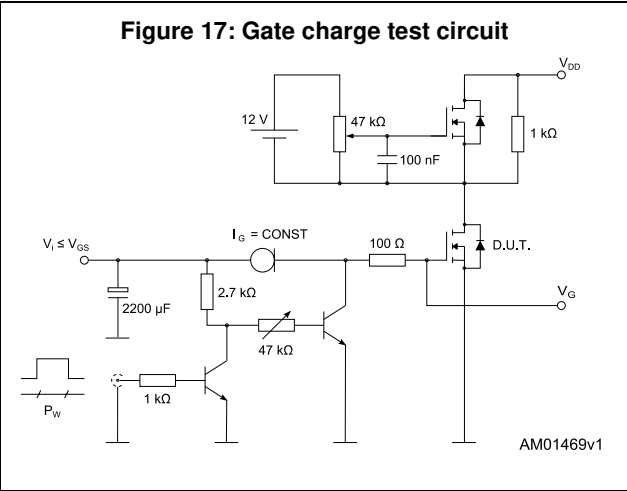 Figure 17: Gate charge test circuit
V_DD
12 V
47 kΩ
1 kΩ
100 nF
V_i ≤ V_GS
I_G = CONST
100 Ω
D.U.T.
2.7 kΩ
2200 μF
V_G
47 kΩ
1 kΩ
P_W
AM01469v1